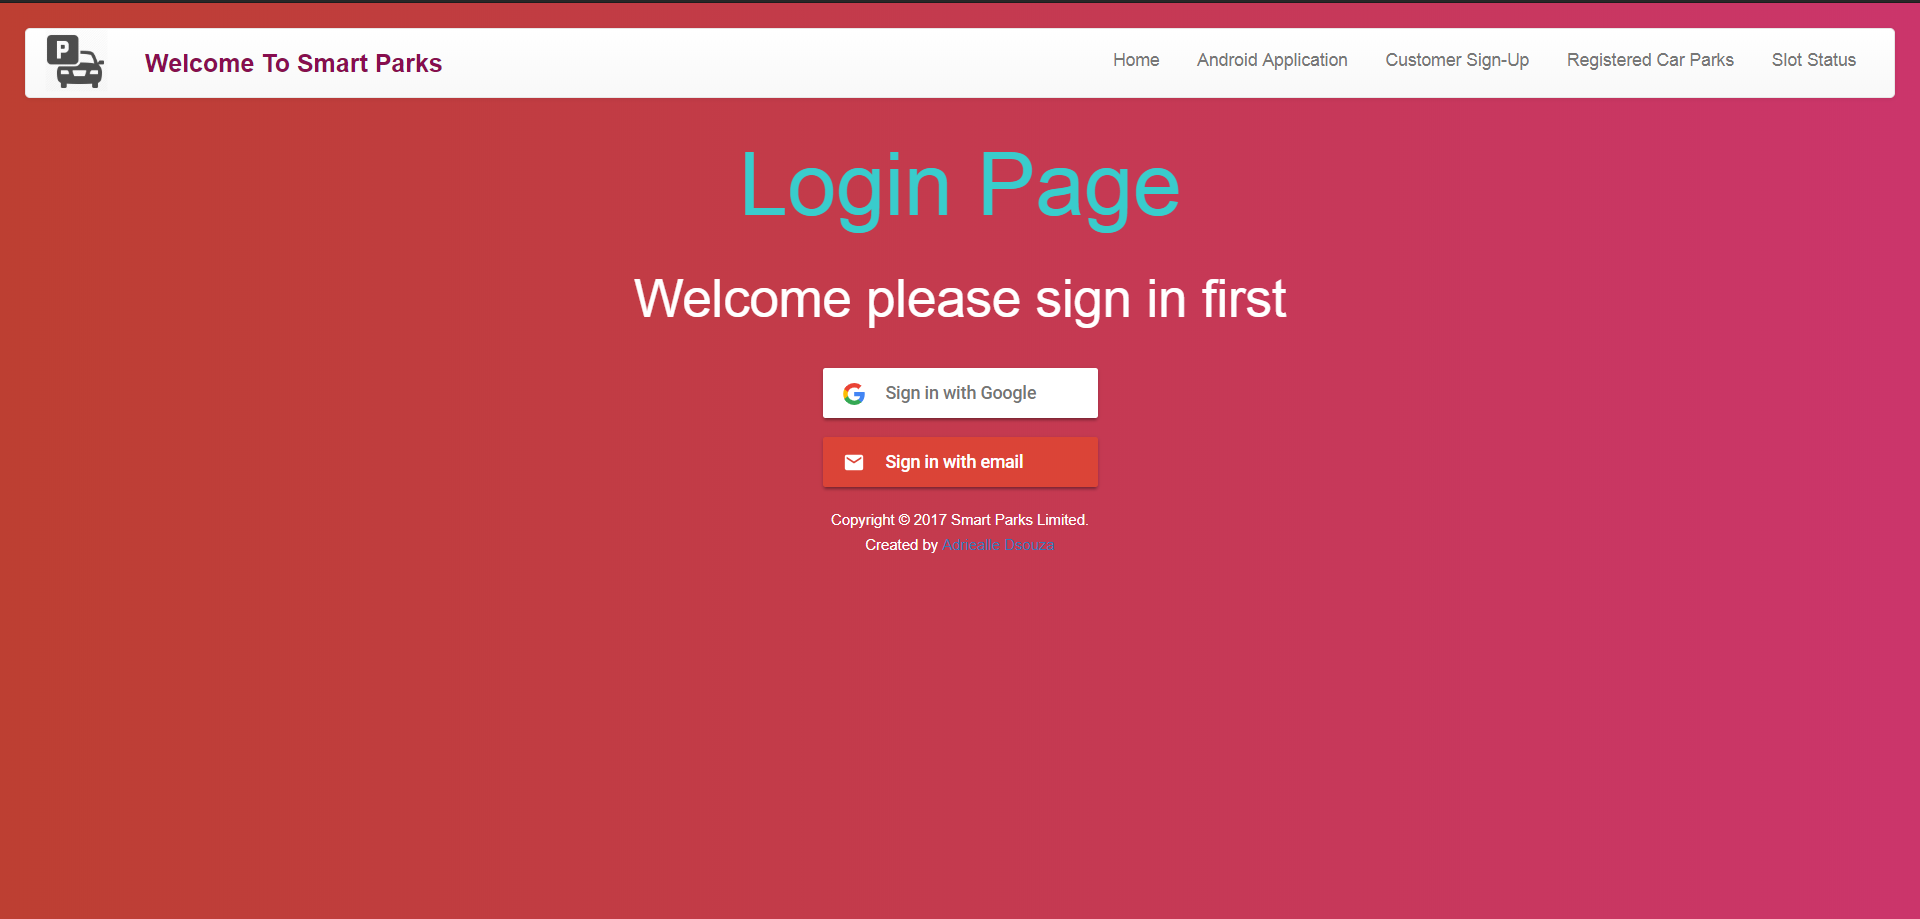 P
Welcome To Smart Parks
Home Android Application Customer Sign-Up Registered Car Parks Slot Status
Login Page
Welcome please sign in first
Sign in with Google
Sign in with email
Copyright © 2017 Smart Parks Limited.
Created by Adrielle Dsouza